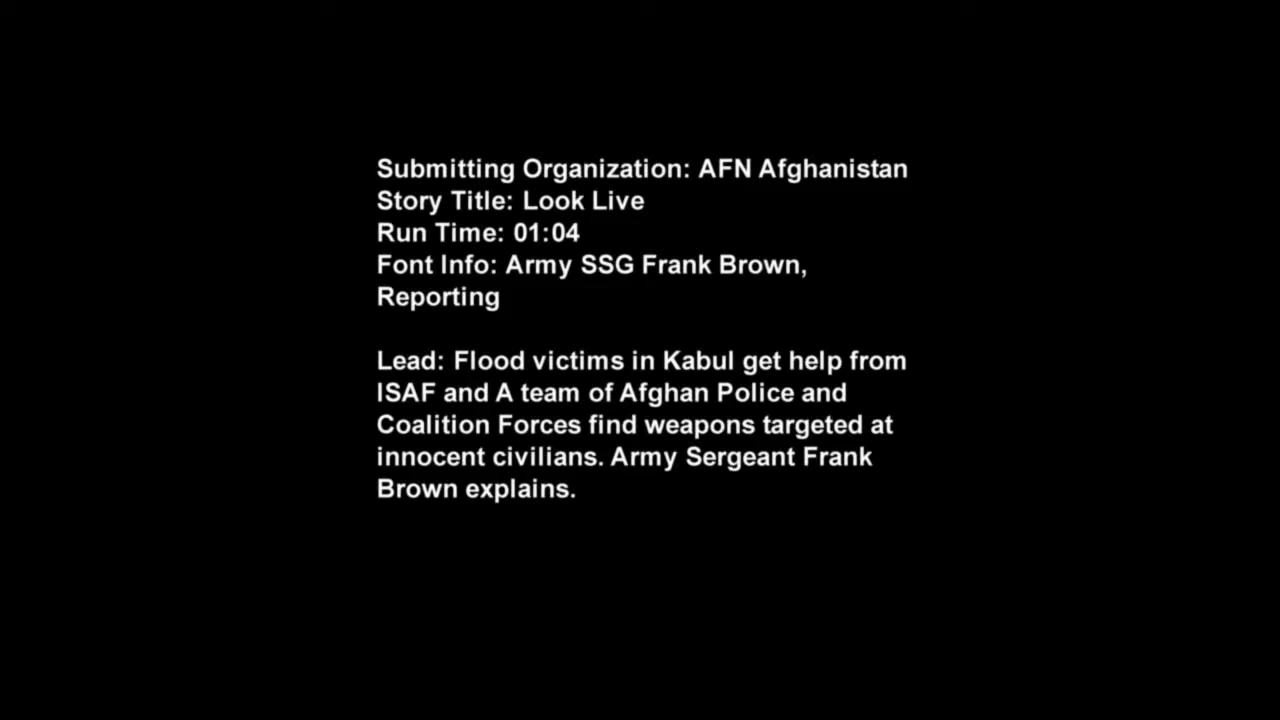 Submitting Organization: AFN Afghanistan
Story Title: Look Live
Run Time: 01:04
Font Info: Army SSG Frank Brown,
Reporting
Lead: Flood victims in Kabul get help from
ISAF and A team of Afghan Police and
Coalition Forces find weapons targeted at
innocent civilians. Army Sergeant Frank
Brown explains.